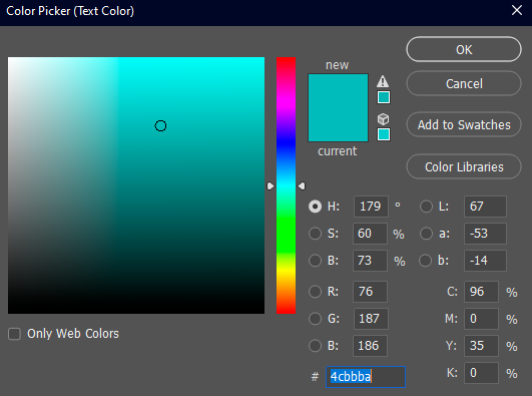 Color Picker (Text Color)
new
current
OK
Cancel
Add to Swatches
Color Libraries
H: 179 °
S: 60 %
B: 73 %
R: 76
G: 187
B: 186
# 4cbbba
L: 67
a: -53
b: -14
C: 96 %
M: 0 %
Y: 35 %
K: 0 %
Only Web Colors